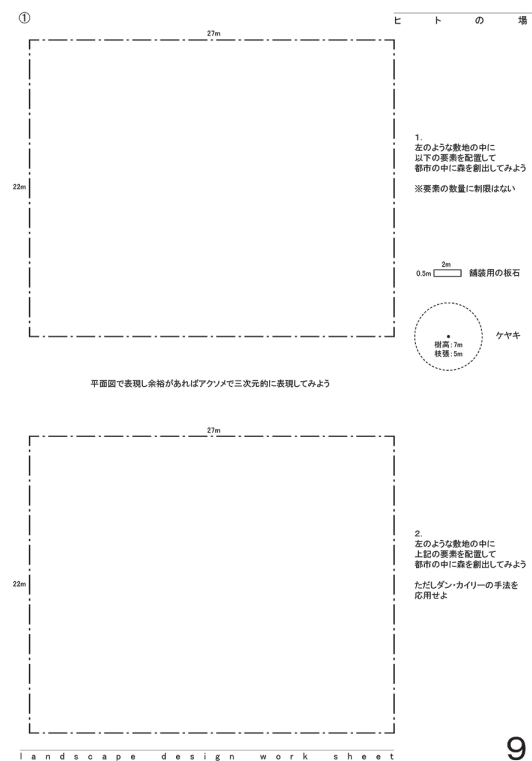 ①
ヒトの場
27m
22m
1.
左のような敷地の中に
以下の要素を配置して
都市の中に森を創出してみよう
※要素の数量に制限はない
2m
0.5m 舗装用の板石
ケヤキ
樹高：7m
枝張：5m
平面図で表現し余裕があればアクソメで三次元的に表現してみよう
27m
22m
2.
左のような敷地の中に
上記の要素を配置して
都市の中に森を創出してみよう
ただしダン・カイリーの手法を
応用せよ
landscape design work sheet
9